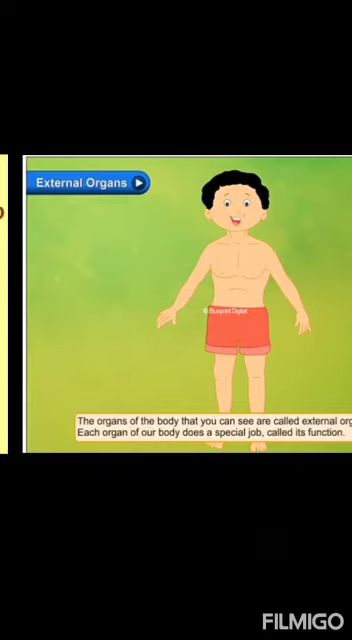 External Organs
© Blueprint Digital
The organs of the body that you can see are called external
Each organ of our body does a special job, called its function.
FILMIGO